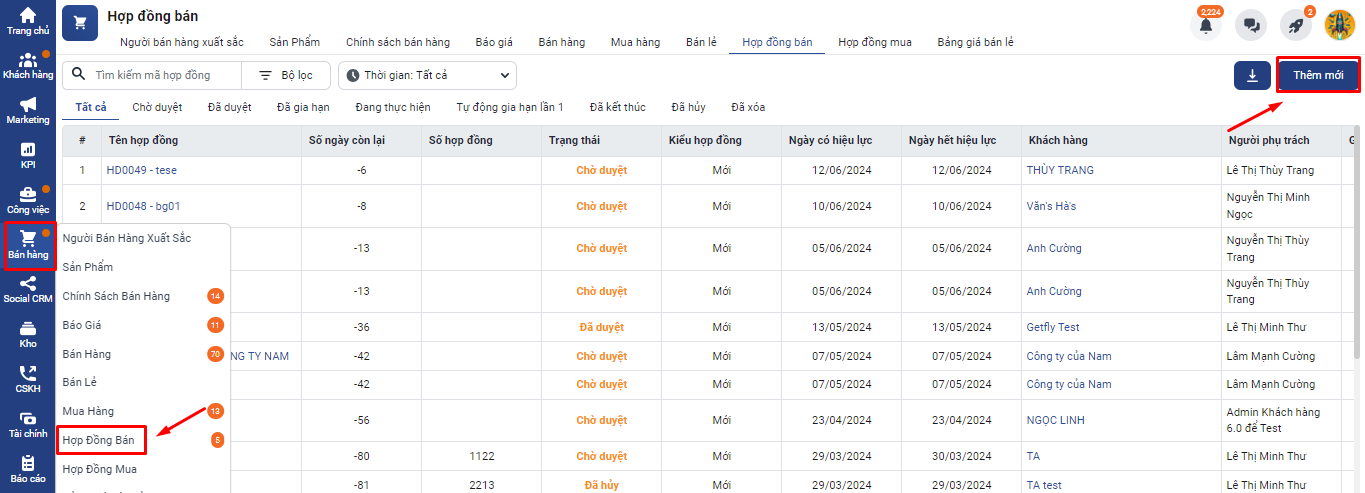 Trang chủ
Khách hàng
Marketing
KPI
Công việc
Bán hàng
Social CRM
Kho
CSKH
Tài chính
Báo cáo
Hợp đồng bán
2,224
2
Người bán hàng xuất sắc Sản Phẩm Chính sách bán hàng Báo giá Bán hàng Mua hàng Bán lẻ Hợp đồng bán Hợp đồng mua Bảng giá bán lẻ
Tìm kiếm mã hợp đồng Bộ lọc Thời gian: Tất cả Thêm mới
Tất cả Chờ duyệt Đã duyệt Đã gia hạn Đang thực hiện Tự động gia hạn lần 1 Đã kết thúc Đã hủy Đã xóa
# Tên hợp đồng Số ngày còn lại Số hợp đồng Trạng thái Kiểu hợp đồng Ngày có hiệu lực Ngày hết hiệu lực Khách hàng Người phụ trách
1 HD0049 - tese -6 Chờ duyệt Mới 12/06/2024 12/06/2024 THÙY TRANG Lê Thị Thùy Trang
2 HD0048 - bg01 -8 Chờ duyệt Mới 10/06/2024 10/06/2024 Văn's Hà's Nguyễn Thị Minh
Ngọc
-13 Chờ duyệt Mới 05/06/2024 05/06/2024 Anh Cường Nguyễn Thị Thùy
Trang
-13 Chờ duyệt Mới 05/06/2024 05/06/2024 Anh Cường Nguyễn Thị Thùy
Trang
-36 Đã duyệt Mới 13/05/2024 13/05/2024 Getfly Test Lê Thị Minh Thư
NG TY NAM -42 Chờ duyệt Mới 07/05/2024 07/05/2024 Công ty của Nam Lâm Mạnh Cường
-42 Chờ duyệt Mới 07/05/2024 07/05/2024 Công ty của Nam Lâm Mạnh Cường
-56 Chờ duyệt Mới 23/04/2024 23/04/2024 NGỌC LINH Admin Khách hàng
6.0 để Test
-80 1122 Chờ duyệt Mới 29/03/2024 30/03/2024 TA Lê Thị Minh Thư
-81 2213 Đã hủy Mới 29/03/2024 29/03/2024 TA test Lê Thị Minh Thư
Người Bán Hàng Xuất Sắc
Sản Phẩm
Chính Sách Bán Hàng 14
Báo Giá 11
Bán Hàng 70
Bán Lẻ
Mua Hàng 13
Hợp Đồng Bán 5
Hợp Đồng Mua